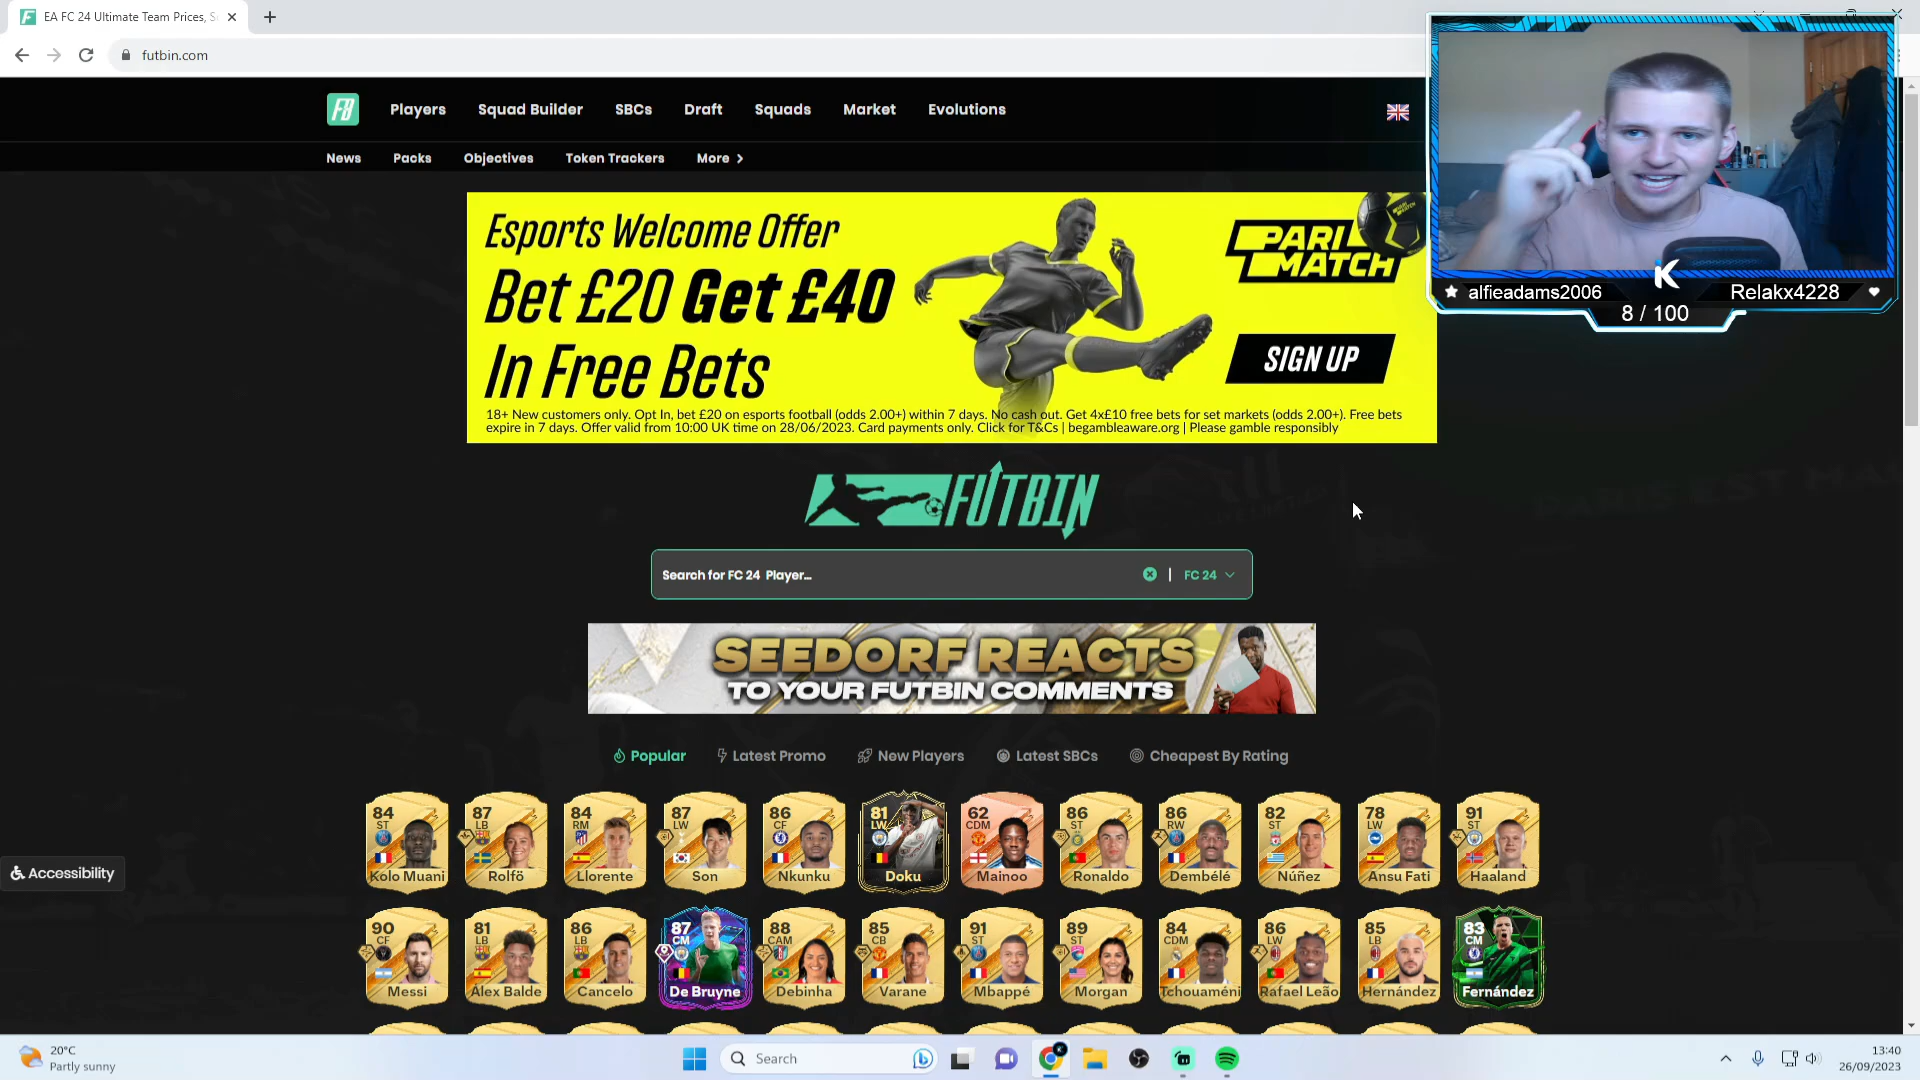 EA FC 24 Ultimate Team Prices, S
futbin.com
F8
Players Squad Builder SBCs Draft Squads Market Evolutions
News Packs Objectives Token Trackers More
Esports Welcome Offer
Bet £20 Get £40
In Free Bets
PARI MATCH
SIGN UP
18+ New customers only. Opt In, bet £20 on esports football (odds 2.00+) within 7 days. No cash out. Get 4x£10 free bets for set markets (odds 2.00+). Free bets
expire in 7 days. Offer valid from 10:00 UK time on 28/06/2023. Card payments only. Click for T&Cs | begambleaware.org | Please gamble responsibly
K
alfieadams2006 Relakx4228
8 / 100
FUTBIN
Search for FC 24 Player... | FC 24
SEEDORF REACTS
TO YOUR FUTBIN COMMENTS
Popular Latest Promo New Players Latest SBCs Cheapest By Rating
84 87 84 87 86 81 62 86 86 82 78 91
ST LB RM LW CF LW CDM ST RW ST LW ST
Kolo Muani Rolfö Llorente Son Nkunku Doku Mainoo Ronaldo Dembélé Núñez Ansu Fati Haaland
Accessibility
90 81 86 87 88 85 91 89 84 86 85 83
CF LB LB CM CAM CB ST ST CDM LW LB CM
Messi Álex Balde Cancelo De Bruyne Debinha Varane Mbappé Morgan Tchouaméni Rafael Leão Hernández Fernández
20°C
Partly sunny
Search
13:40
26/09/2023